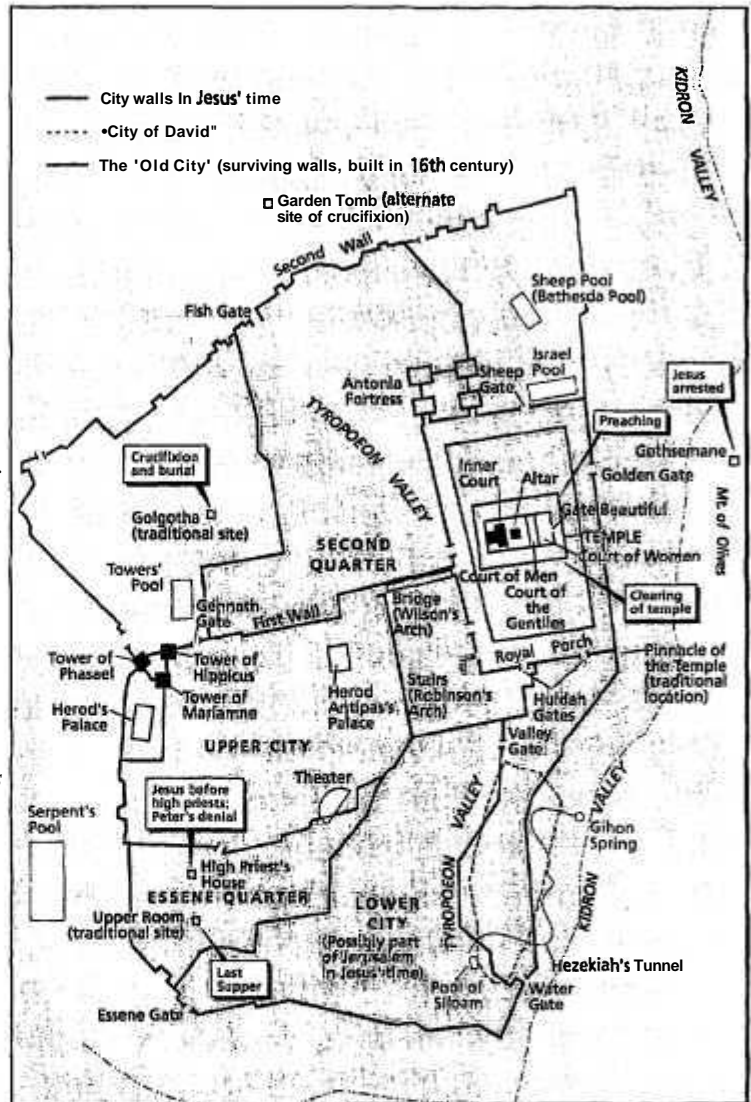 City walls In Jesus' time
•City of David"
The 'Old City' (surviving walls, built in 16th century)
Garden Tomb (alternate
site of crucifixion)
KIDRON
VALLEY
Second Wall
Fish Gate
Sheep Pool
(Bethesda Pool)
Israel
Pool
Sheep
Gate
Antonia
Fortress
Jesus
arrested
Preaching
Gethsemane
TYROPOEON
VALLEY
Crucifixion
and burial
Golgotha
(traditional site)
Inner
Court
Altar
Golden Gate
Gate Beautiful
TEMPLE
Court of Women
Mt. of Olives
SECOND
QUARTER
Court of Men
Court of
the
Gentiles
Clearing
of temple
Towers'
Pool
Gennath
Gate
First Wall
Bridge
(Wilson's
Arch)
Royal Porch
Pinnacle of
the Temple
(traditional
location)
Tower of
Phasael
Tower of
Hippicus
Tower of
Mariamne
Herod
Antipas's
Palace
Stairs
(Robinson's
Arch)
Huldah
Gates
Herod's
Palace
UPPER CITY
Valley
Gate
Theater
Jesus before
high priests;
Peter's denial
Serpent's
Pool
VALLEY
VALLEY
Gihon
Spring
High Priest's
House
ESSENE QUARTER
LOWER
CITY
(Possibly part
of Jerusalem
in Jesus' time)
TYROPOEON
KIDRON
Upper Room
(traditional site)
Last
Supper
Hezekiah's Tunnel
Pool of
Siloam
Water
Gate
Essene Gate